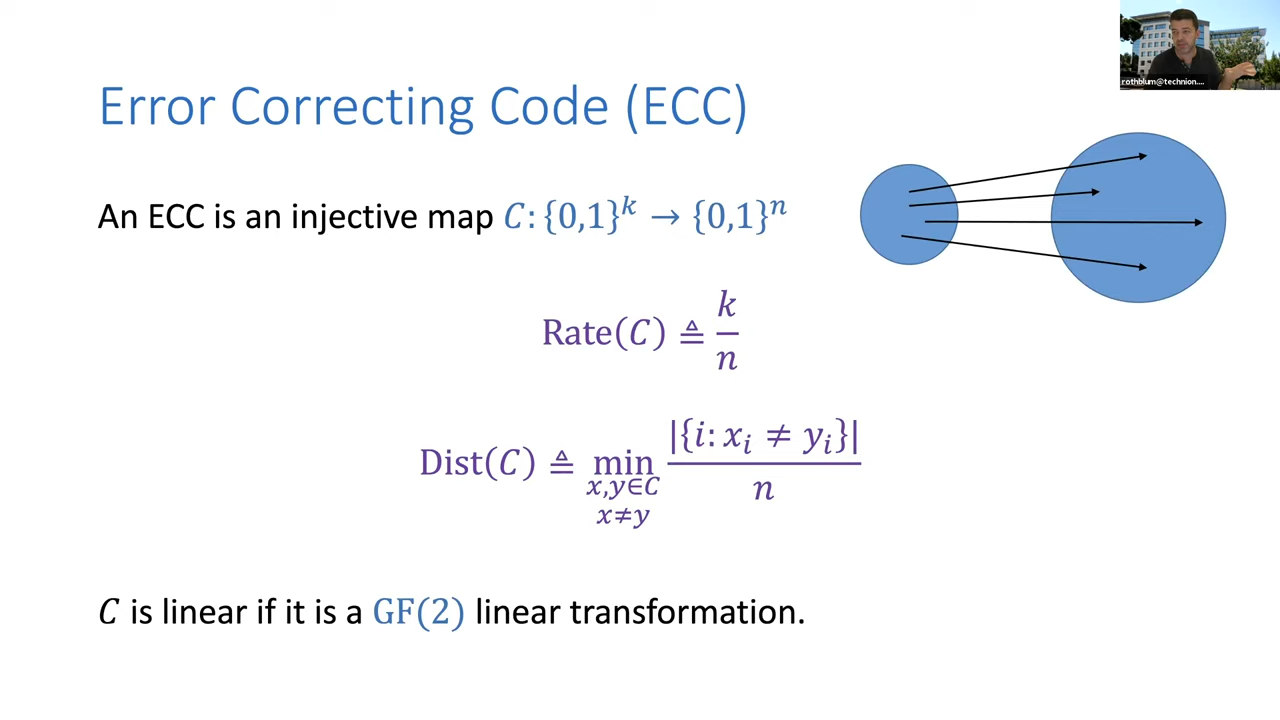 rothblum@technion....
Error Correcting Code (ECC)
An ECC is an injective map C: {0,1}^k → {0,1}^n
Rate(C) ≜ k/n
Dist(C) ≜ min_{x,y∈C x≠y} |{i: x_i ≠ y_i}|/n
C is linear if it is a GF(2) linear transformation.